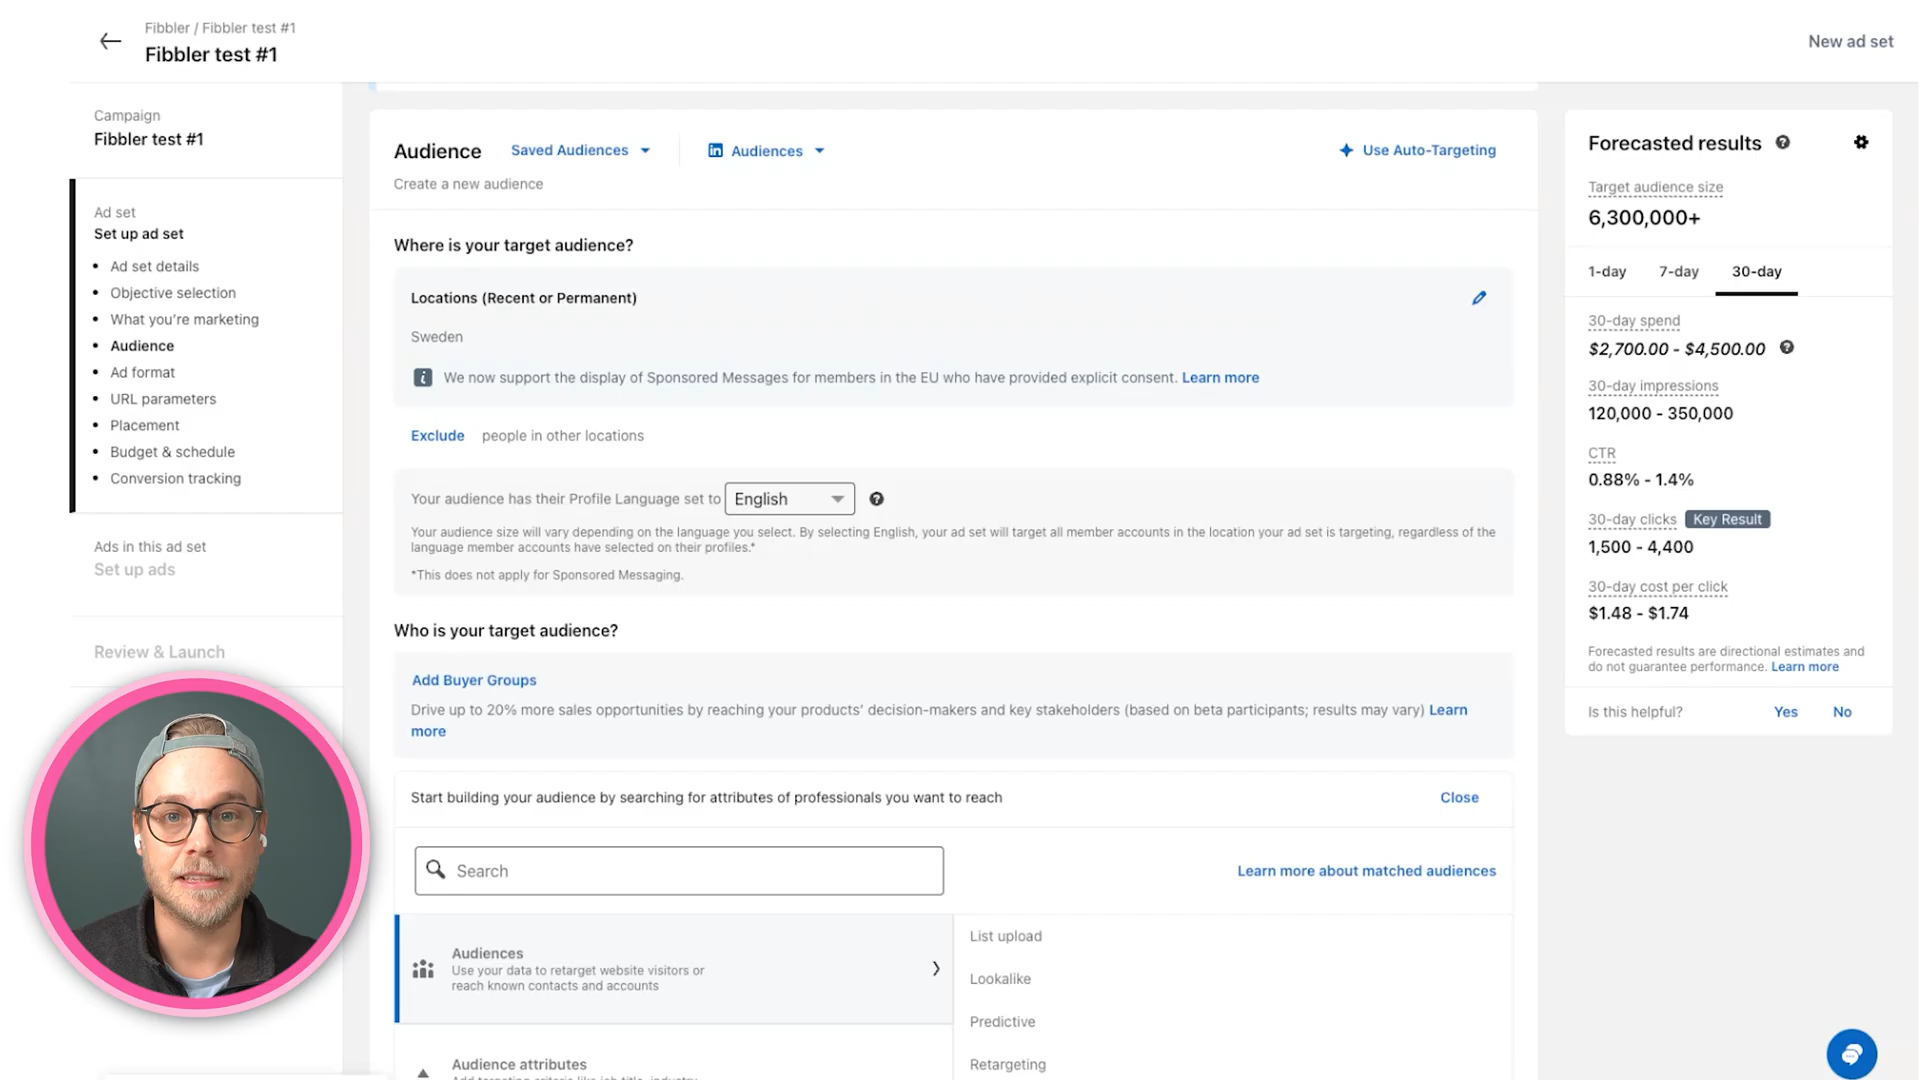 Fibbler / Fibbler test #1
Fibbler test #1
New ad set
Campaign
Fibbler test #1
Ad set
Set up ad set
Ad set details
Objective selection
What you're marketing
Audience
Ad format
URL parameters
Placement
Budget & schedule
Conversion tracking
Ads in this ad set
Set up ads
Review & Launch
Audience
Saved Audiences
in Audiences
Use Auto-Targeting
Create a new audience
Where is your target audience?
Locations (Recent or Permanent)
Sweden
We now support the display of Sponsored Messages for members in the EU who have provided explicit consent. Learn more
Exclude people in other locations
Your audience has their Profile Language set to English
Your audience size will vary depending on the language you select. By selecting English, your ad set will target all member accounts in the location your ad set is targeting, regardless of the
language member accounts have selected on their profiles.*
*This does not apply for Sponsored Messaging.
Who is your target audience?
Add Buyer Groups
Drive up to 20% more sales opportunities by reaching your products' decision-makers and key stakeholders (based on beta participants; results may vary) Learn
more
Start building your audience by searching for attributes of professionals you want to reach
Close
Search
Learn more about matched audiences
Audiences
Use your data to retarget website visitors or
reach known contacts and accounts
List upload
Lookalike
Predictive
Retargeting
Audience attributes
Add targeting criteria like job title, industry,
Forecasted results
Target audience size
6,300,000+
1-day 7-day 30-day
30-day spend
$2,700.00 - $4,500.00
30-day impressions
120,000 - 350,000
CTR
0.88% - 1.4%
30-day clicks Key Result
1,500 - 4,400
30-day cost per click
$1.48 - $1.74
Forecasted results are directional estimates and
do not guarantee performance. Learn more
Is this helpful? Yes No